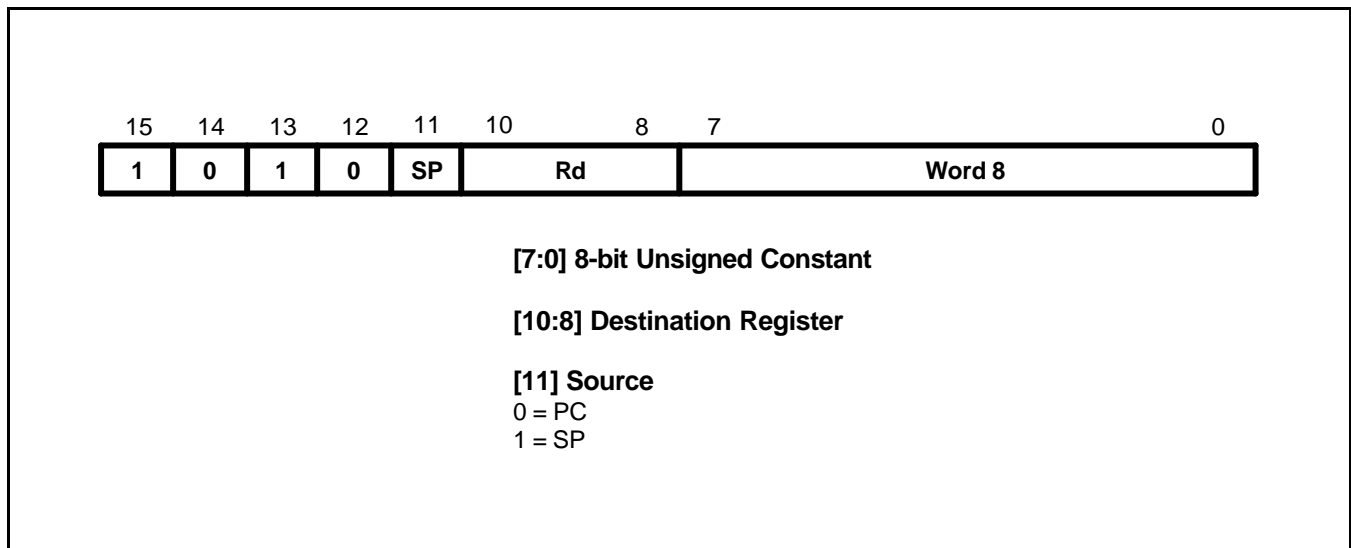 15 14 13 12 11 10 8 7 0
1 0 1 0 SP Rd Word 8
[7:0] 8-bit Unsigned Constant
[10:8] Destination Register
[11] Source
0 = PC
1 = SP